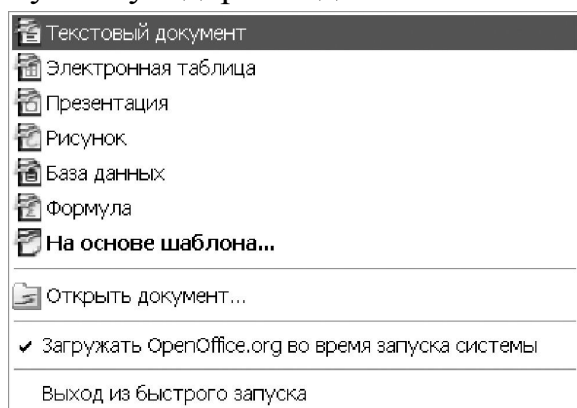 Текстовый документ
Электронная таблица
Презентация
Рисунок
База данных
Формула
На основе шаблона...
Открыть документ...
✓ Загружать OpenOffice.org во время запуска системы
Выход из быстрого запуска